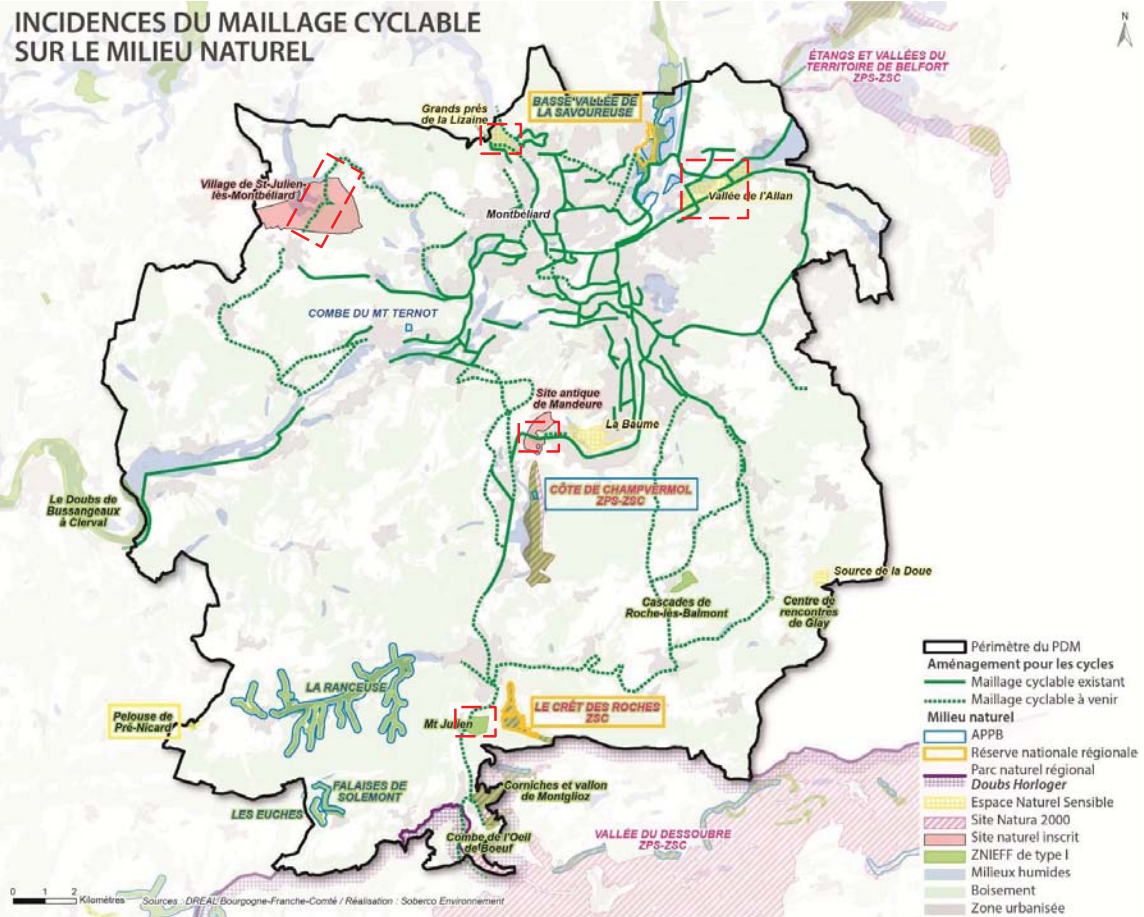 INCIDENCES DU MAILLAGE CYCLABLE
SUR LE MILIEU NATUREL
N
ÉTANGS ET VALLÉES DU
TERRITOIRE DE BELFORT
ZPS-ZSC
Grands prés
de la Lizaine
BASSE VALLÉE DE
LA SAVOUREUSE
Village de St-Julien-
lès-Montbéliard
Vallée de l'Allan
Montbéliard
COMBE DU MT TERNOT
Site antique
de Mandeure
La Baume
CÔTE DE CHAMPVERMOL
ZPS-ZSC
Le Doubs de
Bussangeaux
à Clerval
Source de la Doue
Cascades de
Roche-lès-Balmont
Centre de
rencontres
de Glay
LA RANCEUSE
Pelouse de
Pré-Nicard
Mt Julien
LE CRÊT DES ROCHES
ZSC
FALAISES DE
SOLEMONT
LES EUCHES
Corniches et vallon
de Montglioz
Combe de l'Oeil
de Boeuf
VALLÉE DU DESSOUBRE
ZPS-ZSC
Périmètre du PDM
Aménagement pour les cycles
Maillage cyclable existant
Maillage cyclable à venir
Milieu naturel
APPB
Réserve nationale régionale
Parc naturel régional
Doubs Horloger
Espace Naturel Sensible
Site Natura 2000
Site naturel inscrit
ZNIEFF de type I
Milieux humides
Boisement
Zone urbanisée
0 1 2
Kilomètres
Sources : DREAL Bourgogne-Franche-Comté / Réalisation : Soberco Environnement